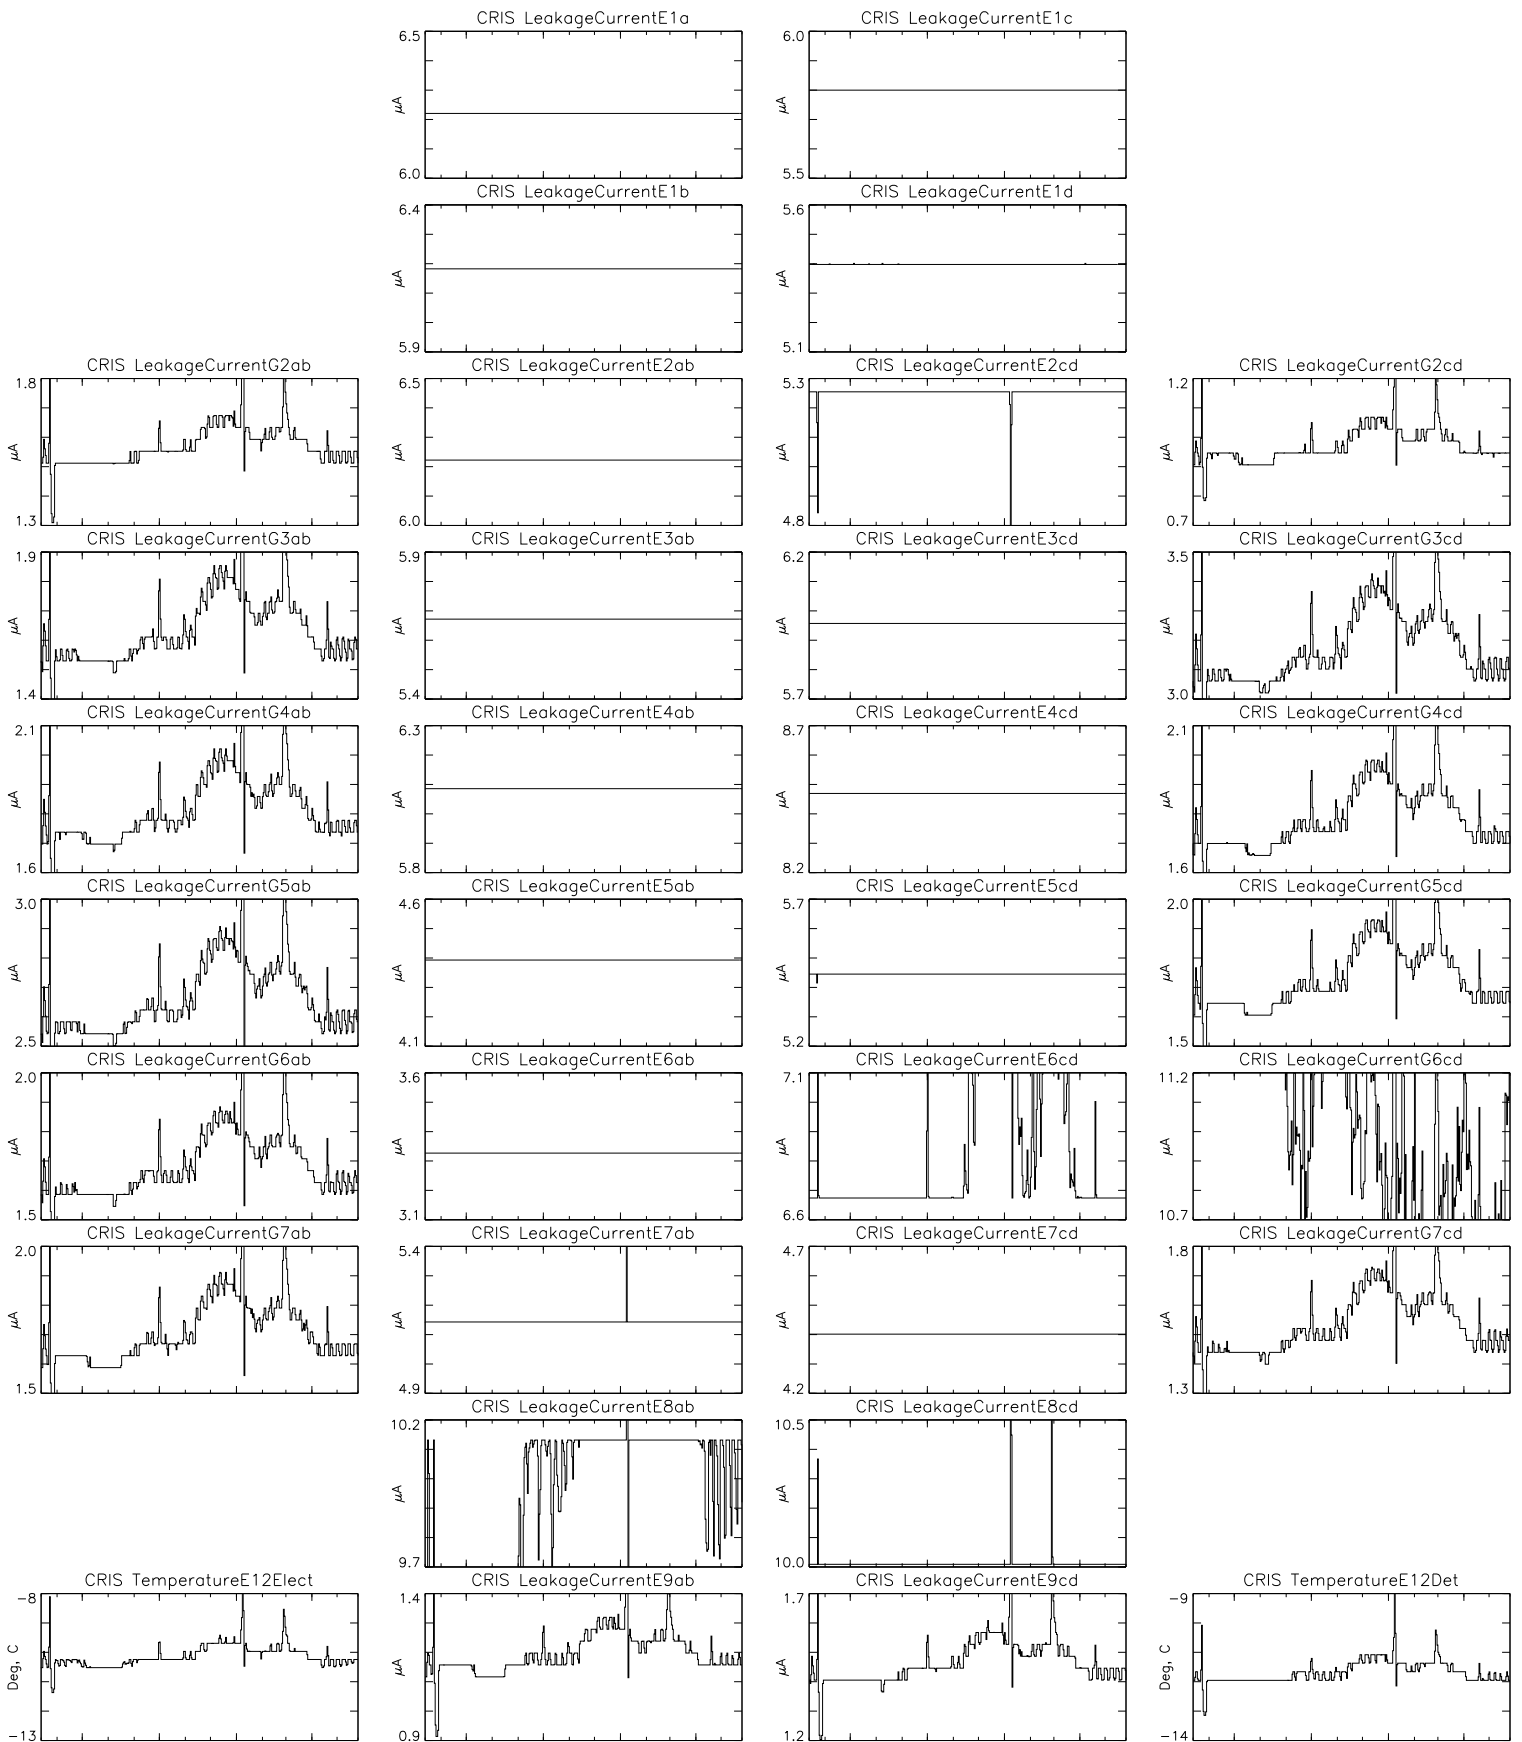 CRIS LeakageCurrentE1a
6.5
μA
6.0
CRIS LeakageCurrentE1c
6.0
μA
5.5
CRIS LeakageCurrentE1b
6.4
μA
5.9
CRIS LeakageCurrentE1d
5.6
μA
5.1
CRIS LeakageCurrentG2ab
1.8
μA
1.3
CRIS LeakageCurrentE2ab
6.5
μA
6.0
CRIS LeakageCurrentE2cd
5.3
μA
4.8
CRIS LeakageCurrentG2cd
1.2
μA
0.7
CRIS LeakageCurrentG3ab
1.9
μA
1.4
CRIS LeakageCurrentE3ab
5.9
μA
5.4
CRIS LeakageCurrentE3cd
6.2
μA
5.7
CRIS LeakageCurrentG3cd
3.5
μA
3.0
CRIS LeakageCurrentG4ab
2.1
μA
1.6
CRIS LeakageCurrentE4ab
6.3
μA
5.8
CRIS LeakageCurrentE4cd
8.7
μA
8.2
CRIS LeakageCurrentG4cd
2.1
μA
1.6
CRIS LeakageCurrentG5ab
3.0
μA
2.5
CRIS LeakageCurrentE5ab
4.6
μA
4.1
CRIS LeakageCurrentE5cd
5.7
μA
5.2
CRIS LeakageCurrentG5cd
2.0
μA
1.5
CRIS LeakageCurrentG6ab
2.0
μA
1.5
CRIS LeakageCurrentE6ab
3.6
μA
3.1
CRIS LeakageCurrentE6cd
7.1
μA
6.6
CRIS LeakageCurrentG6cd
11.2
μA
10.7
CRIS LeakageCurrentG7ab
2.0
μA
1.5
CRIS LeakageCurrentE7ab
5.4
μA
4.9
CRIS LeakageCurrentE7cd
4.7
μA
4.2
CRIS LeakageCurrentG7cd
1.8
μA
1.3
CRIS LeakageCurrentE8ab
10.2
μA
9.7
CRIS LeakageCurrentE8cd
10.5
μA
10.0
CRIS TemperatureE12Elect
−8
Deg, C
−13
CRIS LeakageCurrentE9ab
1.4
μA
0.9
CRIS LeakageCurrentE9cd
1.7
μA
1.2
CRIS TemperatureE12Det
−9
Deg, C
−14